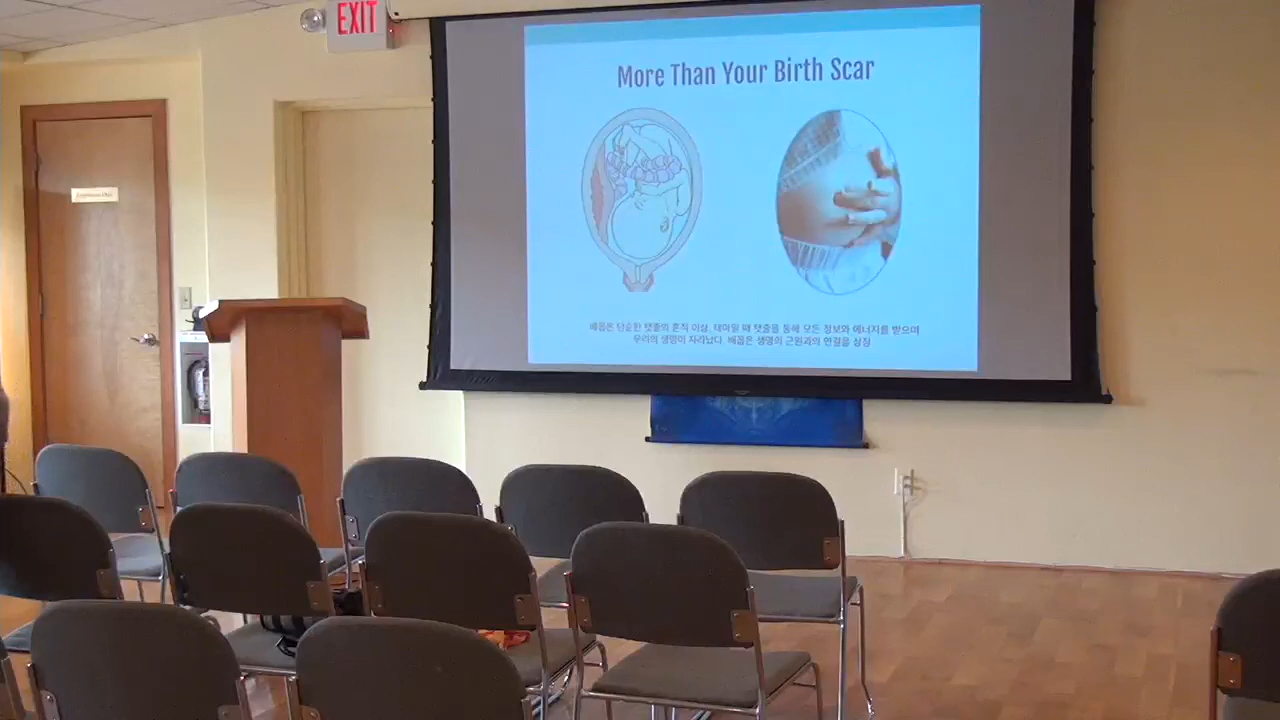 EXIT
More Than Your Birth Scar
배꼽은 단순한 탯줄의 흔적 이상, 태아일 때 탯줄을 통해 모든 정보와 에너지를 받으며
우리의 생명이 자라났다. 배꼽은 생명의 근원과의 연결을 상징